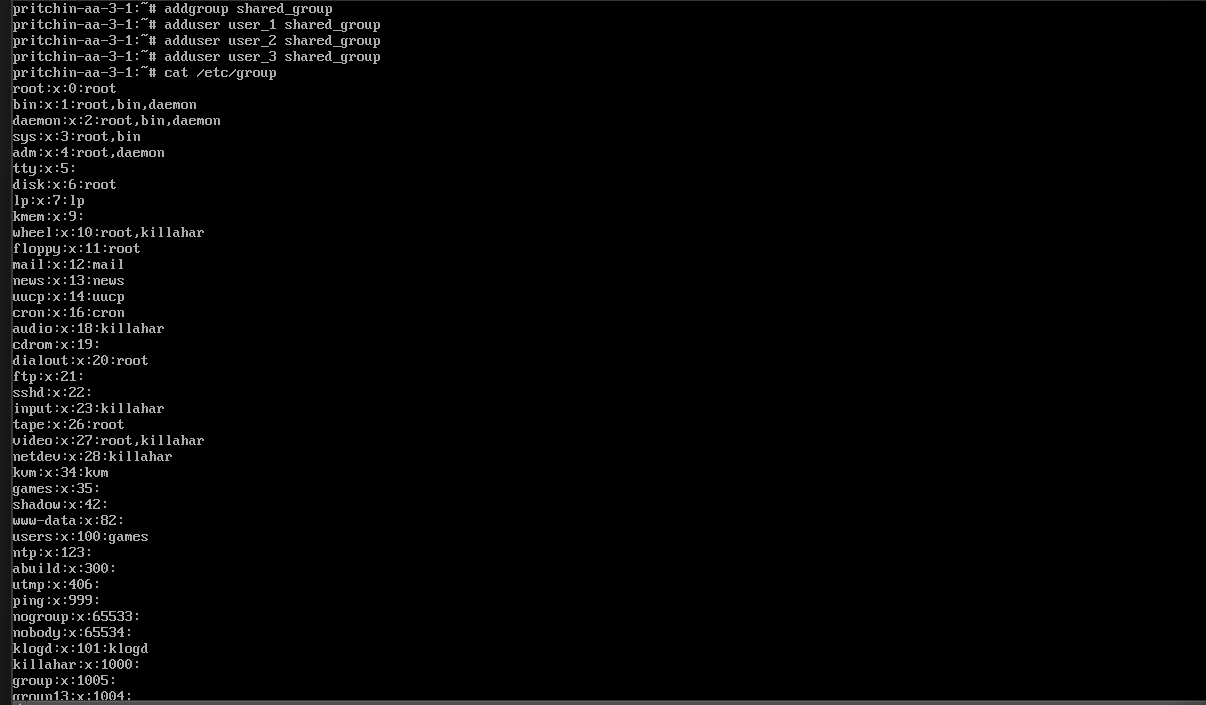 pritchin-aa-3-1:~# addgroup shared_group
pritchin-aa-3-1:~# adduser user_1 shared_group
pritchin-aa-3-1:~# adduser user_2 shared_group
pritchin-aa-3-1:~# adduser user_3 shared_group
pritchin-aa-3-1:~# cat /etc/group
root:x:0:root
bin:x:1:root,bin,daemon
daemon:x:2:root,bin,daemon
sys:x:3:root,bin
adm:x:4:root,daemon
tty:x:5:
disk:x:6:root
lp:x:7:lp
kmem:x:9:
wheel:x:10:root,killahar
floppy:x:11:root
mail:x:12:mail
news:x:13:news
uucp:x:14:uucp
cron:x:16:cron
audio:x:18:killahar
cdrom:x:19:
dialout:x:20:root
ftp:x:21:
sshd:x:22:
input:x:23:killahar
tape:x:26:root
video:x:27:root,killahar
netdev:x:28:killahar
kvm:x:34:kvm
games:x:35:
shadow:x:42:
www-data:x:82:
users:x:100:games
ntp:x:123:
abuild:x:300:
utmp:x:406:
ping:x:999:
nogroup:x:65533:
nobody:x:65534:
klogd:x:101:klogd
killahar:x:1000:
group:x:1005:
group13:x:1004: